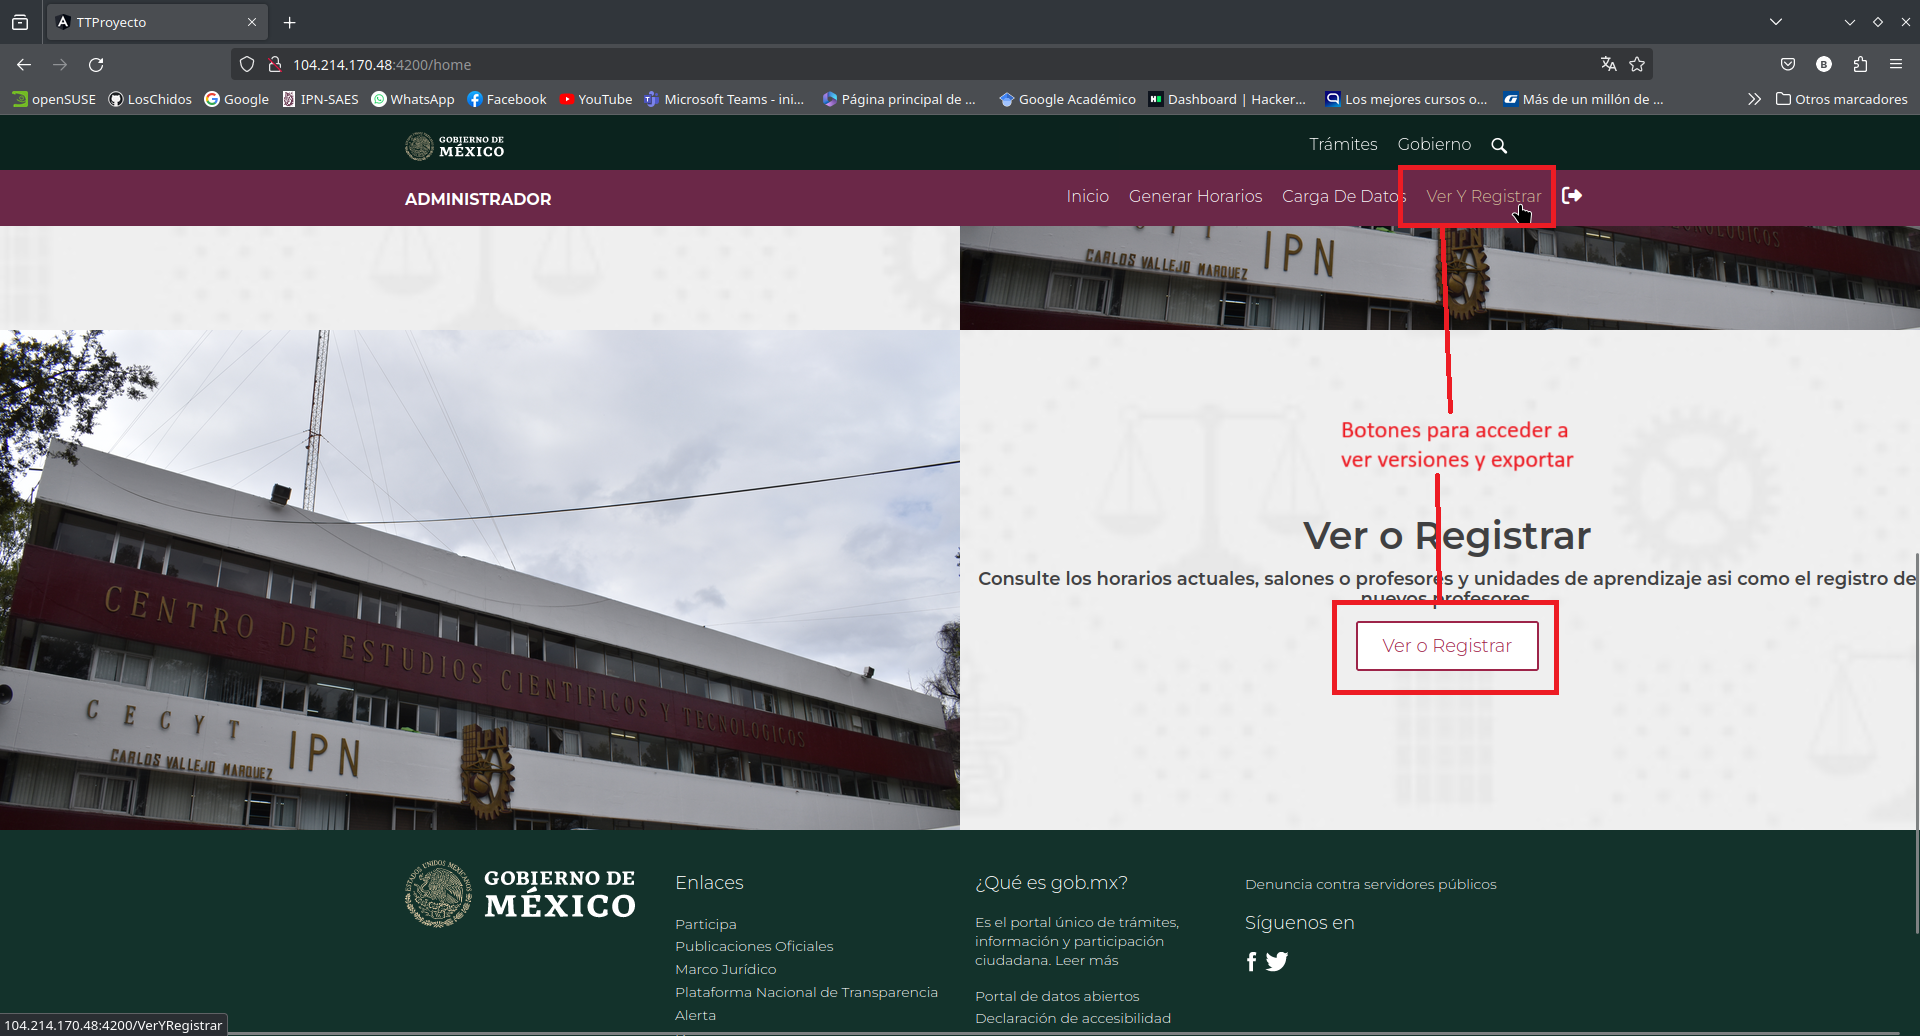 TTProyecto
104.214.170.48:4200/home
openSUSE
LosChidos
Google
IPN-SAES
WhatsApp
Facebook
YouTube
Microsoft Teams - ini...
Página principal de ...
Google Académico
Dashboard | Hacker...
Los mejores cursos o...
Más de un millón de ...
Otros marcadores
GOBIERNO DE
MÉXICO
Trámites
Gobierno
ADMINISTRADOR
Inicio
Generar Horarios
Carga De Datos
Ver Y Registrar
IPN
CARLOS VALLEJO MARQUEZ
IPN
Botones para acceder a
ver versiones y exportar
Ver o Registrar
Consulte los horarios actuales, salones o profesores y unidades de aprendizaje asi como el registro de
nuevos profesores
Ver o Registrar
CENTRO DE ESTUDIOS CIENTIFICOS Y TECNOLOGICOS
CECYT IPN
CARLOS VALLEJO MARQUEZ
IPN
ESTADOS UNIDOS MEXICANOS
GOBIERNO DE
MÉXICO
Enlaces
Participa
Publicaciones Oficiales
Marco Jurídico
Plataforma Nacional de Transparencia
Alerta
¿Qué es gob.mx?
Es el portal único de trámites,
información y participación
ciudadana. Leer más
Portal de datos abiertos
Declaración de accesibilidad
Denuncia contra servidores públicos
Síguenos en
104.214.170.48:4200/VerYRegistrar